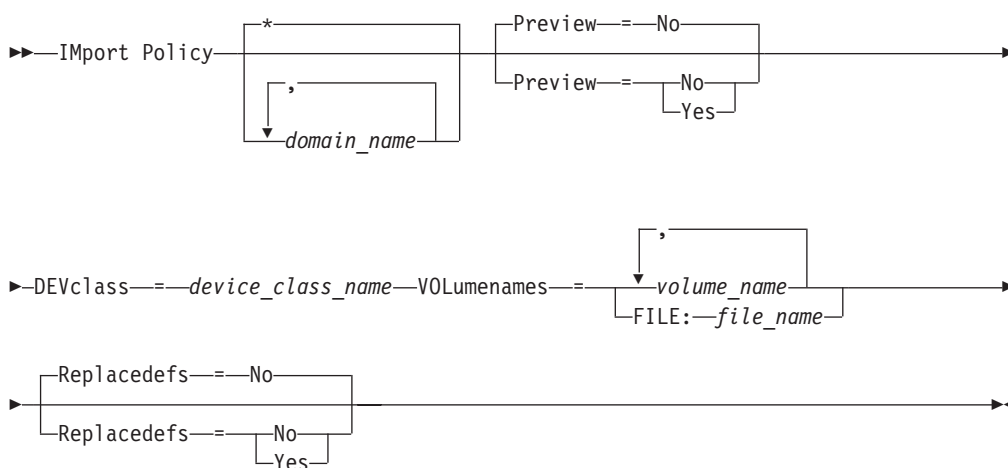 *
Preview = No
IMport Policy
,
Preview = No
Yes
domain_name
,
DEVclass = device_class_name VOLumenames = volume_name
FILE: file_name
Replacedefs = No
Replacedefs = No
Yes